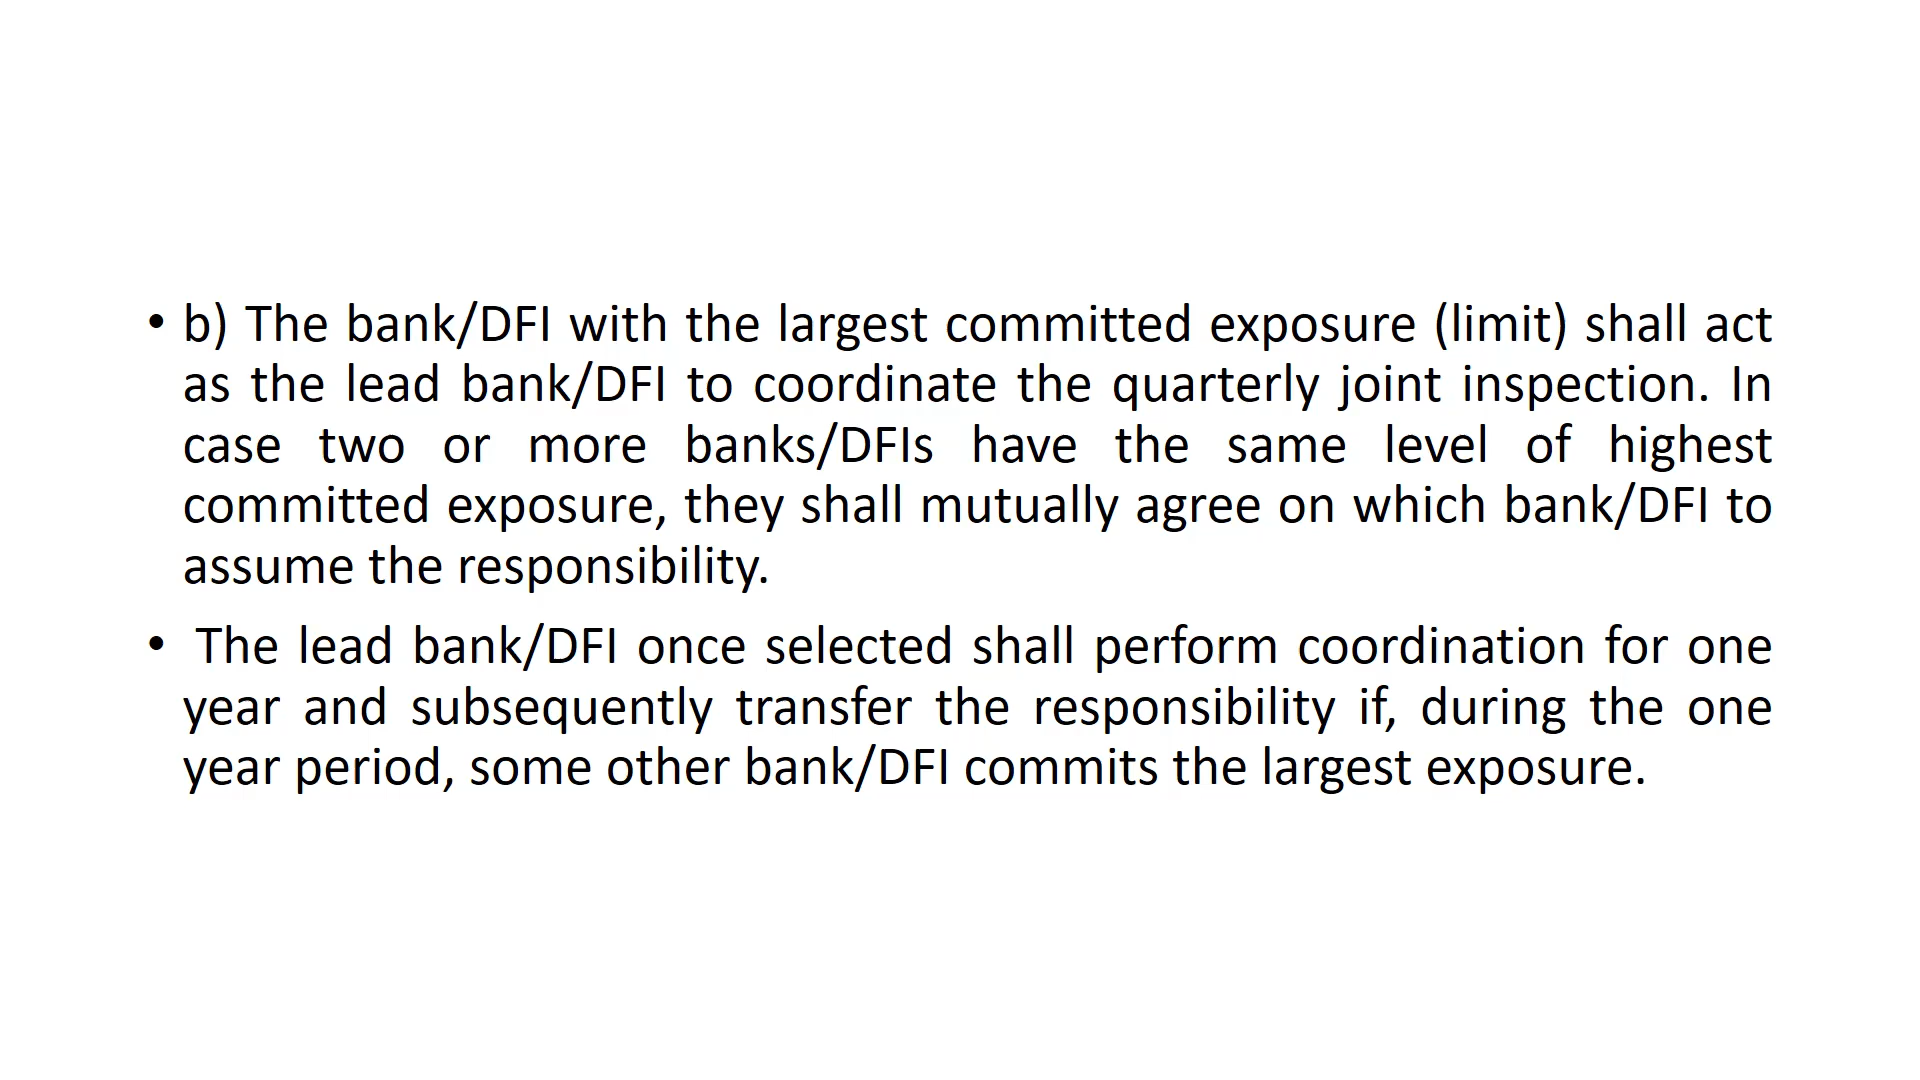 • b) The bank/DFI with the largest committed exposure (limit) shall act
as the lead bank/DFI to coordinate the quarterly joint inspection. In
case two or more banks/DFIs have the same level of highest
committed exposure, they shall mutually agree on which bank/DFI to
assume the responsibility.
• The lead bank/DFI once selected shall perform coordination for one
year and subsequently transfer the responsibility if, during the one
year period, some other bank/DFI commits the largest exposure.